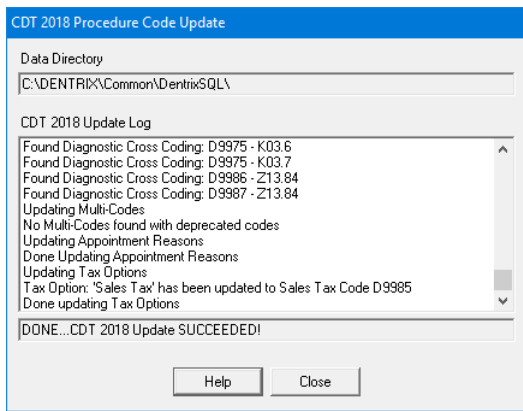 CDT 2018 Procedure Code Update
Data Directory
C:\DENTRIX\Common\DentrixSQL\
CDT 2018 Update Log
Found Diagnostic Cross Coding: D9975 - K03.6
Found Diagnostic Cross Coding: D9975 - K03.7
Found Diagnostic Cross Coding: D9986 - Z13.84
Found Diagnostic Cross Coding: D9987 - Z13.84
Updating Multi-Codes
No Multi-Codes found with deprecated codes
Updating Appointment Reasons
Done Updating Appointment Reasons
Updating Tax Options
Tax Option: 'Sales Tax' has been updated to Sales Tax Code D9985
Done updating Tax Options
DONE...CDT 2018 Update SUCCEEDED!
Help Close